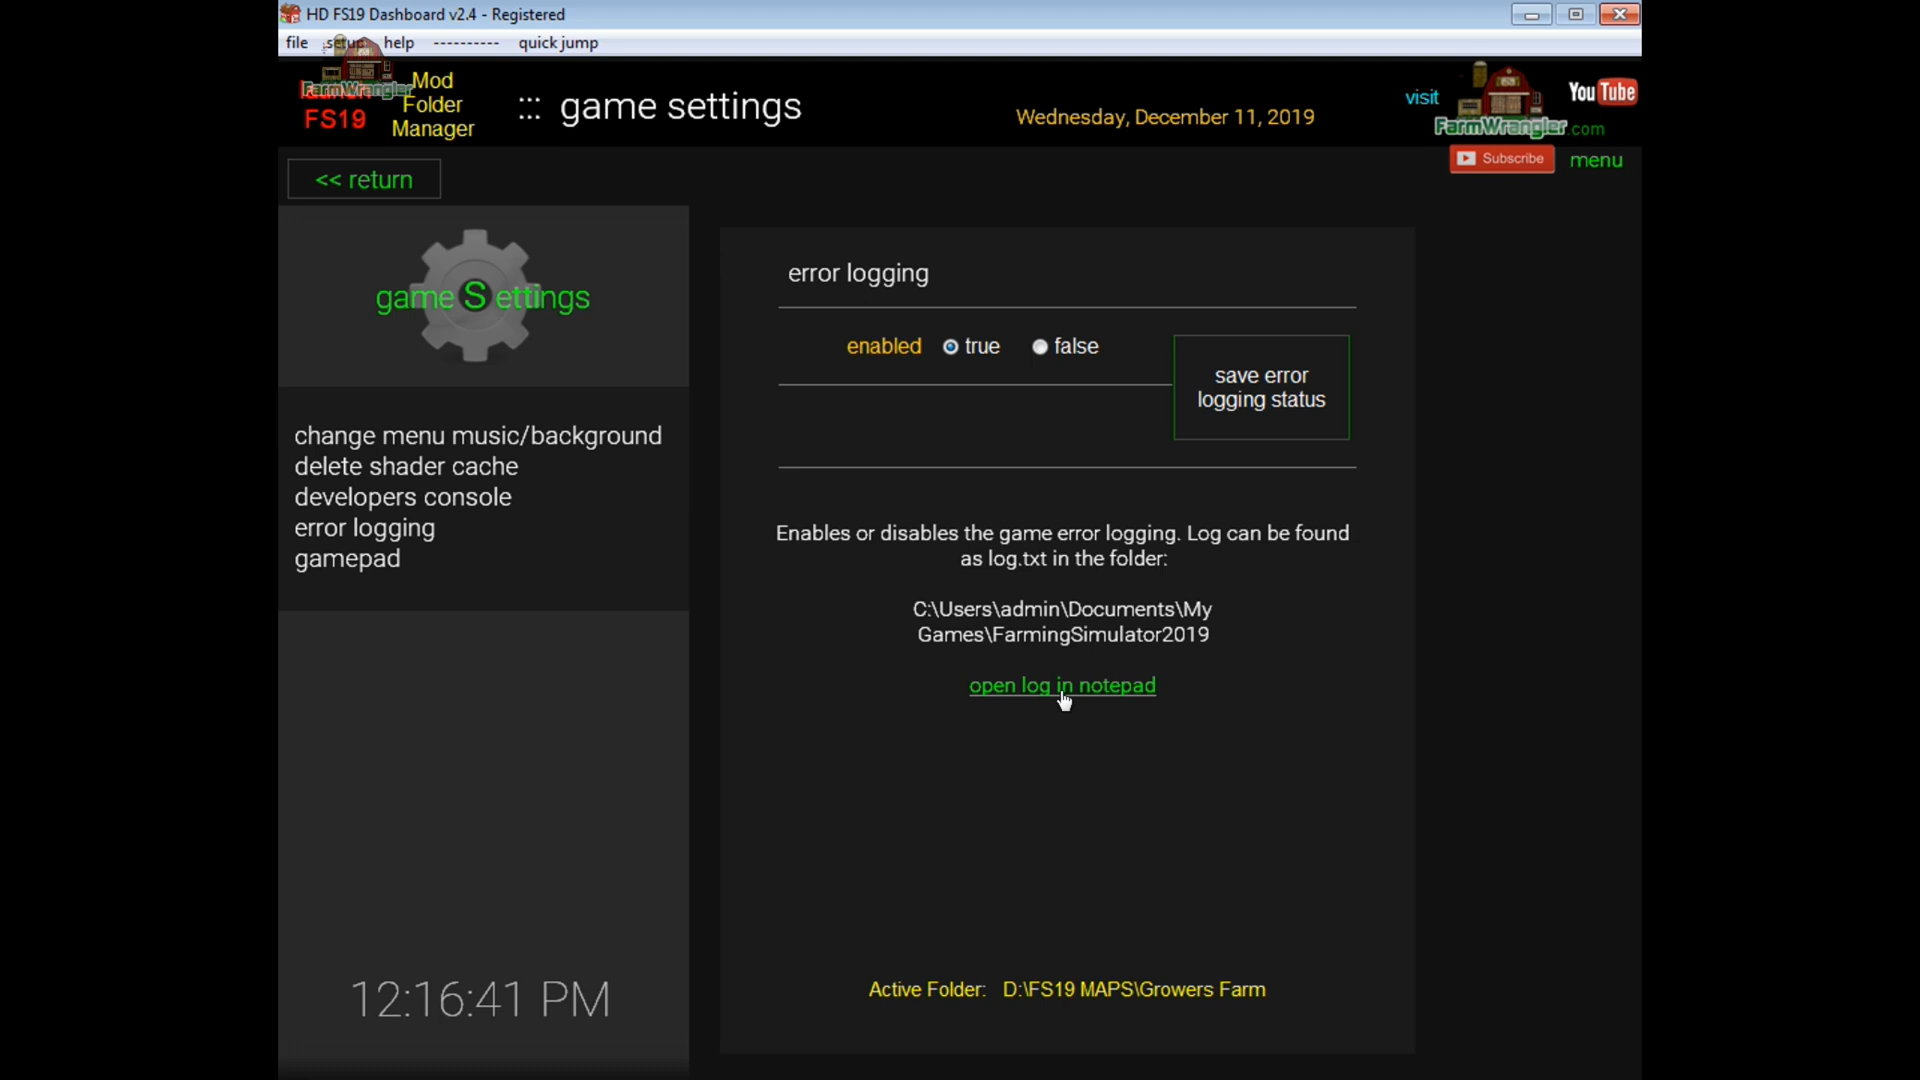 HD FS19 Dashboard v2.4 - Registered
file setup help ---------- quick jump
FarmWrangler
FS19
Mod
Folder
Manager
::: game settings
Wednesday, December 11, 2019
visit
FarmWrangler.com
YouTube
Subscribe
menu
<< return
game Settings
change menu music/background
delete shader cache
developers console
error logging
gamepad
12:16:41 PM
error logging
enabled true false
save error
logging status
Enables or disables the game error logging. Log can be found
as log.txt in the folder:
C:\Users\admin\Documents\My
Games\FarmingSimulator2019
open log in notepad
Active Folder: D:\FS19 MAPS\Growers Farm